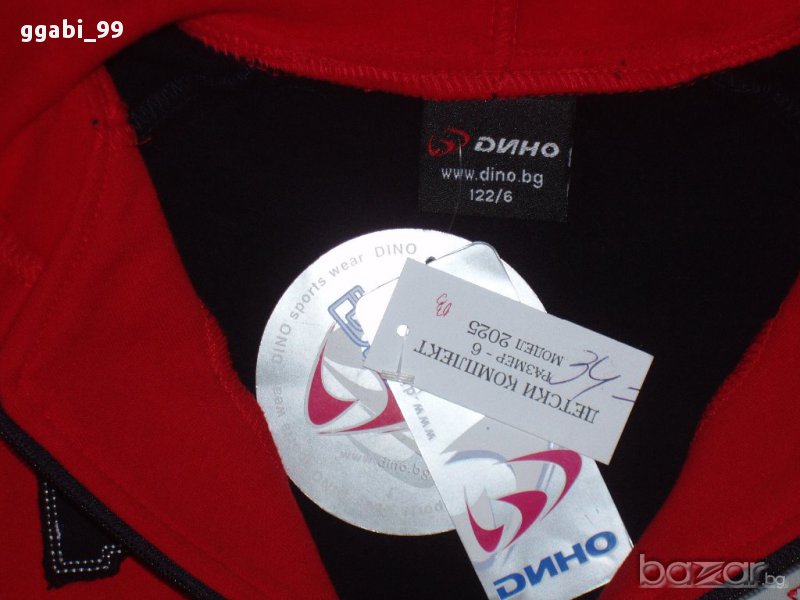 ggabi_99
ДИНО
www.dino.bg
122/6
DINO sports wear DINO
www.dino.bg
ДЕТСКИ КОМПЛЕКТ
РАЗМЕР - 6
МОДЕЛ 2025
34=
ДИНО
bazar.bg